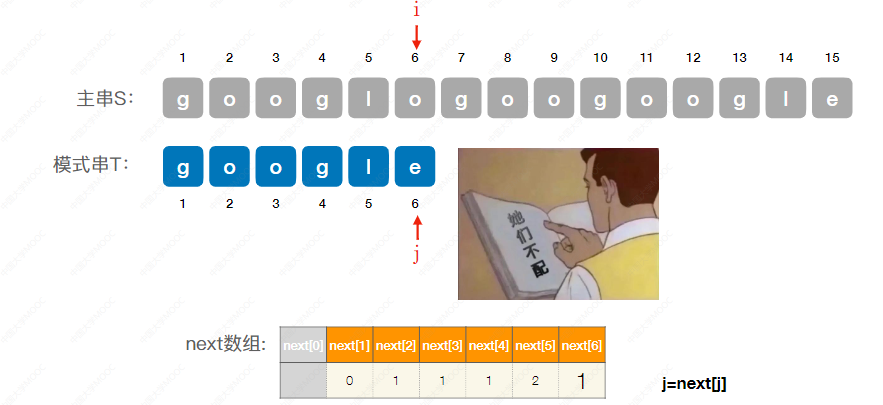 i
1 2 3 4 5 6 7 8 9 10 11 12 13 14 15
主串S： g o o g l o g o o g o o g l e
模式串T： g o o g l e
1 2 3 4 5 6
j
她们不配
next数组: next[0] next[1] next[2] next[3] next[4] next[5] next[6]
0 1 1 1 2 1
j=next[j]